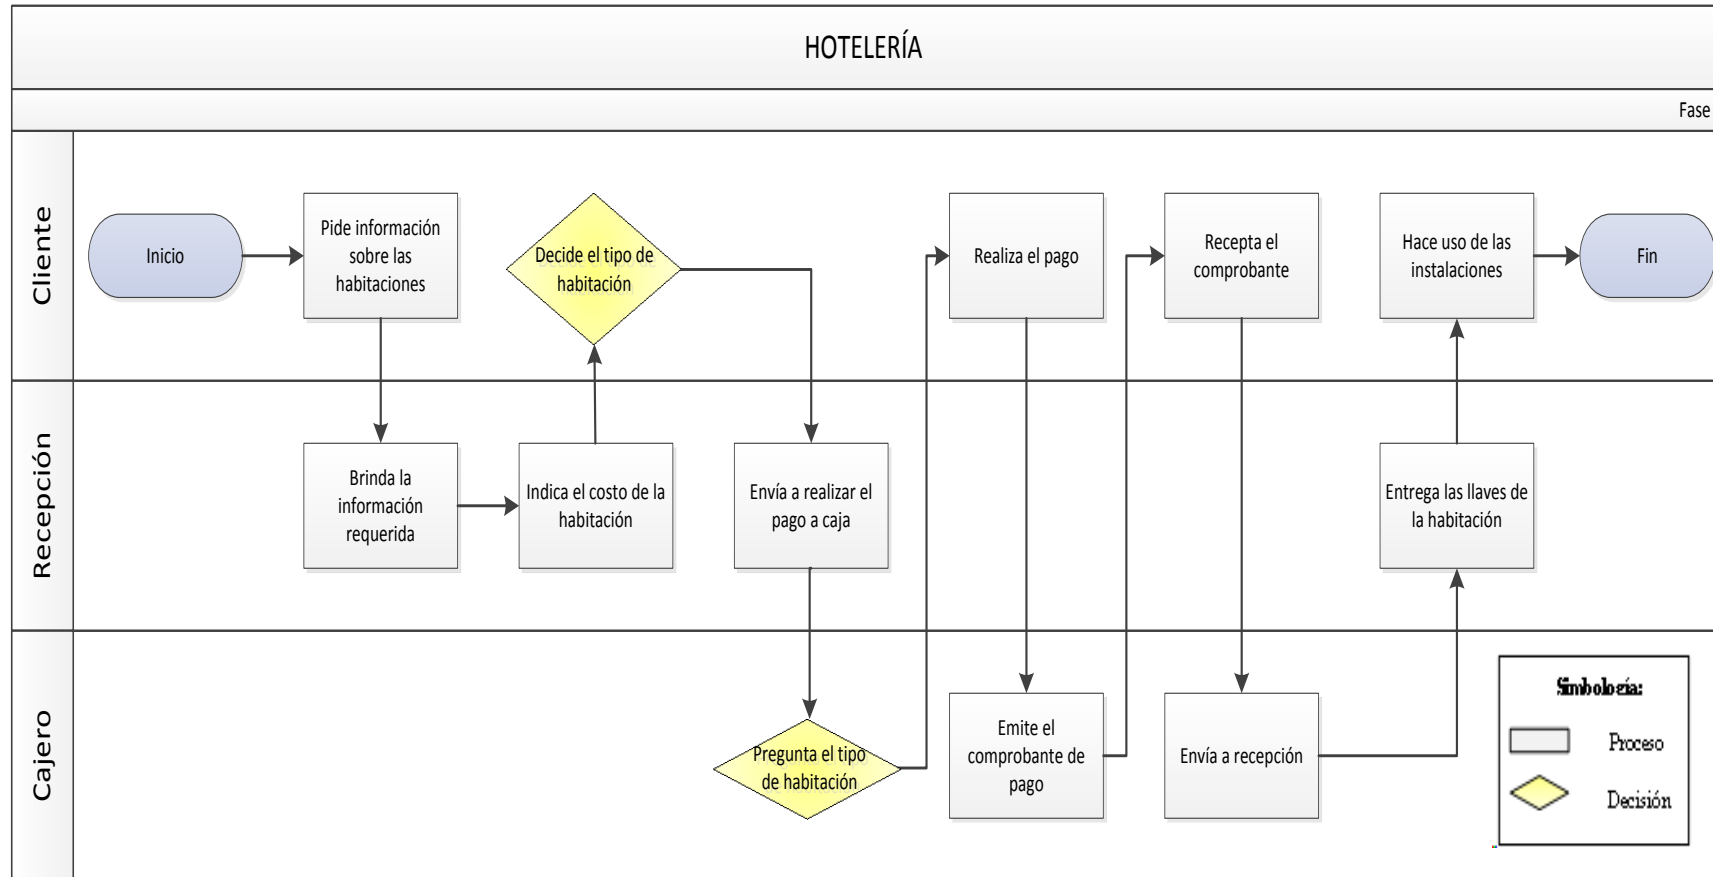 HOTELERÍA
Fase
Cliente
Inicio
Pide información
sobre las
habitaciones
Decide el tipo de
habitación
Realiza el pago
Recepta el
comprobante
Hace uso de las
instalaciones
Fin
Recepción
Brinda la
información
requerida
Indica el costo de la
habitación
Envía a realizar el
pago a caja
Entrega las llaves de
la habitación
Cajero
Pregunta el tipo
de habitación
Emite el
comprobante de
pago
Envía a recepción
Simbología:
Proceso
Decisión